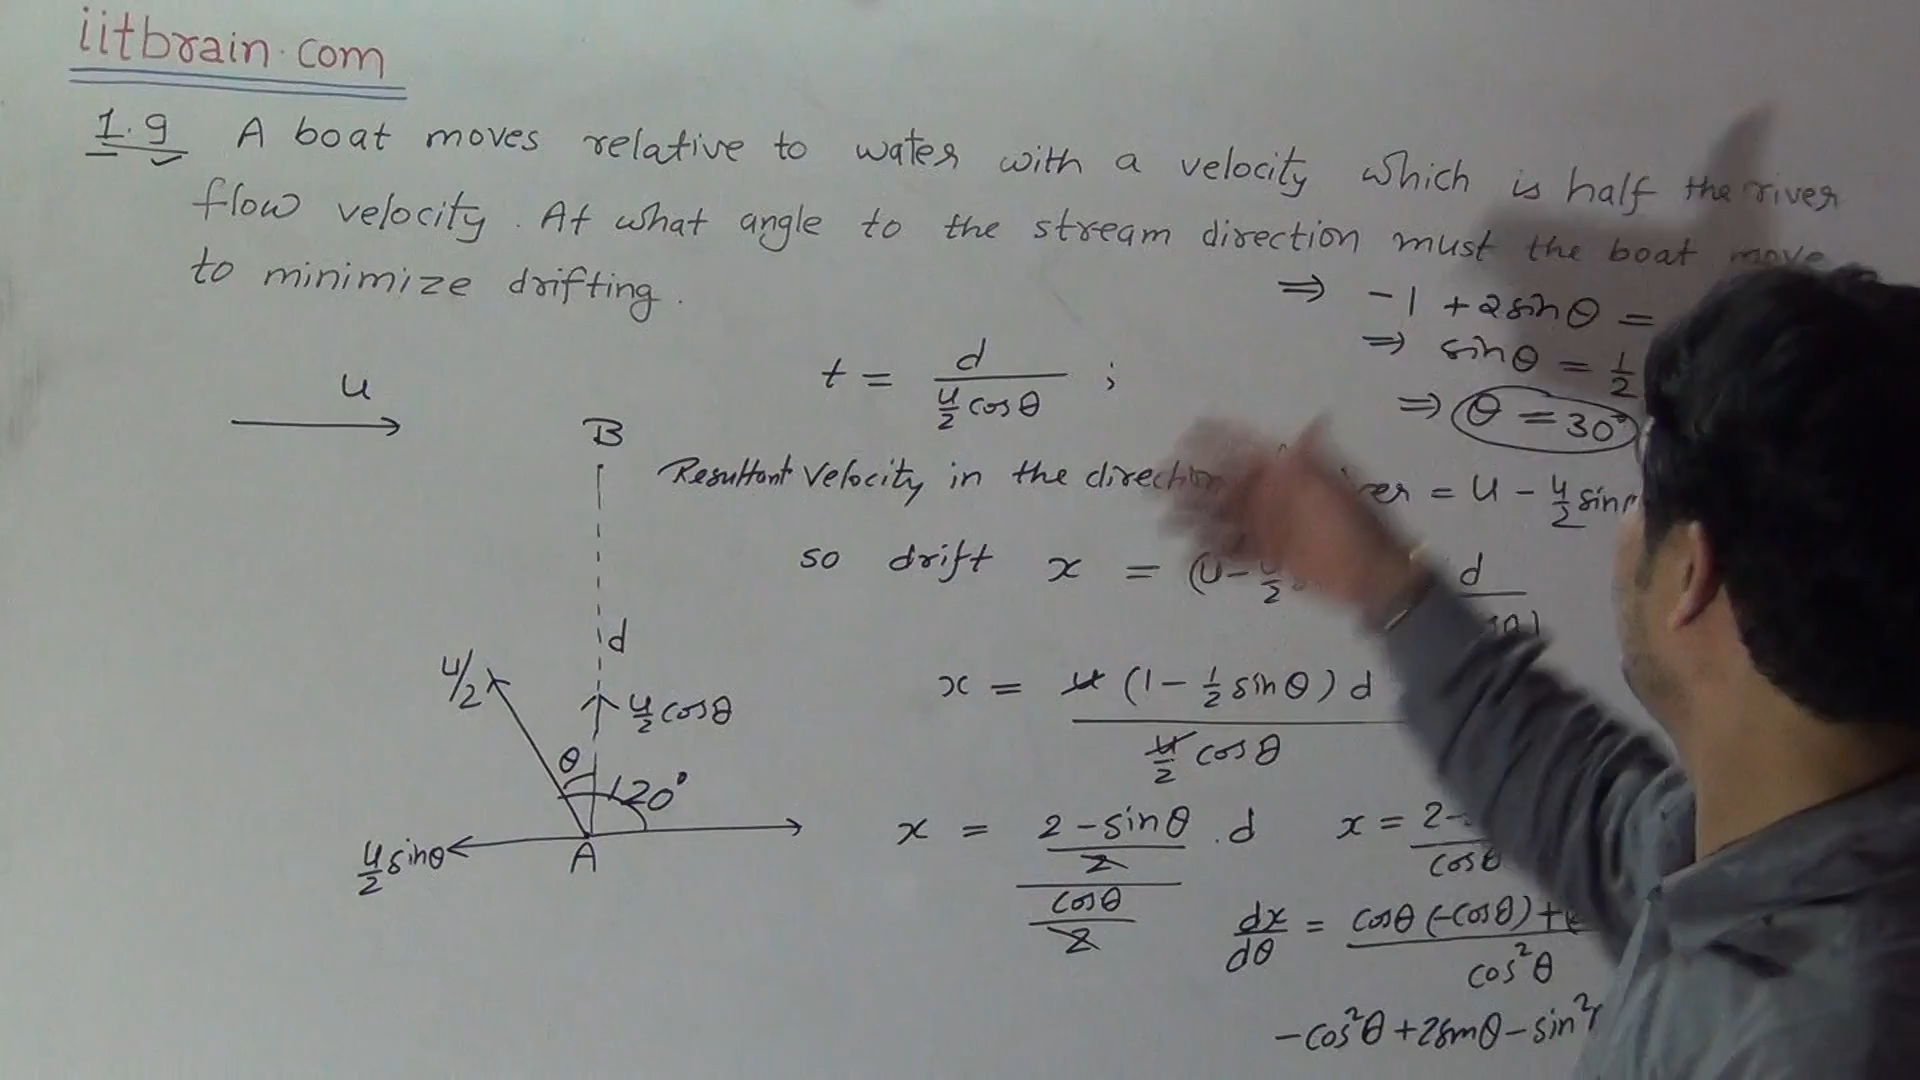 iitbrain.com
1.9 A boat moves relative to water with a velocity which is half the river
flow velocity. At what angle to the stream direction must the boat move
to minimize drifting.
⇒ -1 + 2sinθ =
⇒ sinθ = 1/2
⇒ θ = 30°
u
t = d / (u/2 cosθ) ;
B
Resultant Velocity in the direction = u - u/2 sin
so drift x = (u - u/2 d
d
u/2
u/2 cosθ
θ
120°
u/2 sinθ
A
x = u (1 - 1/2 sinθ) d / (u/2 cosθ)
x = ((2 - sinθ)/2) / (cosθ/2) . d
x = 2- / cosθ
dx/dθ = cosθ (-cosθ) + / cos²θ
-cos²θ + 2sinθ - sin²